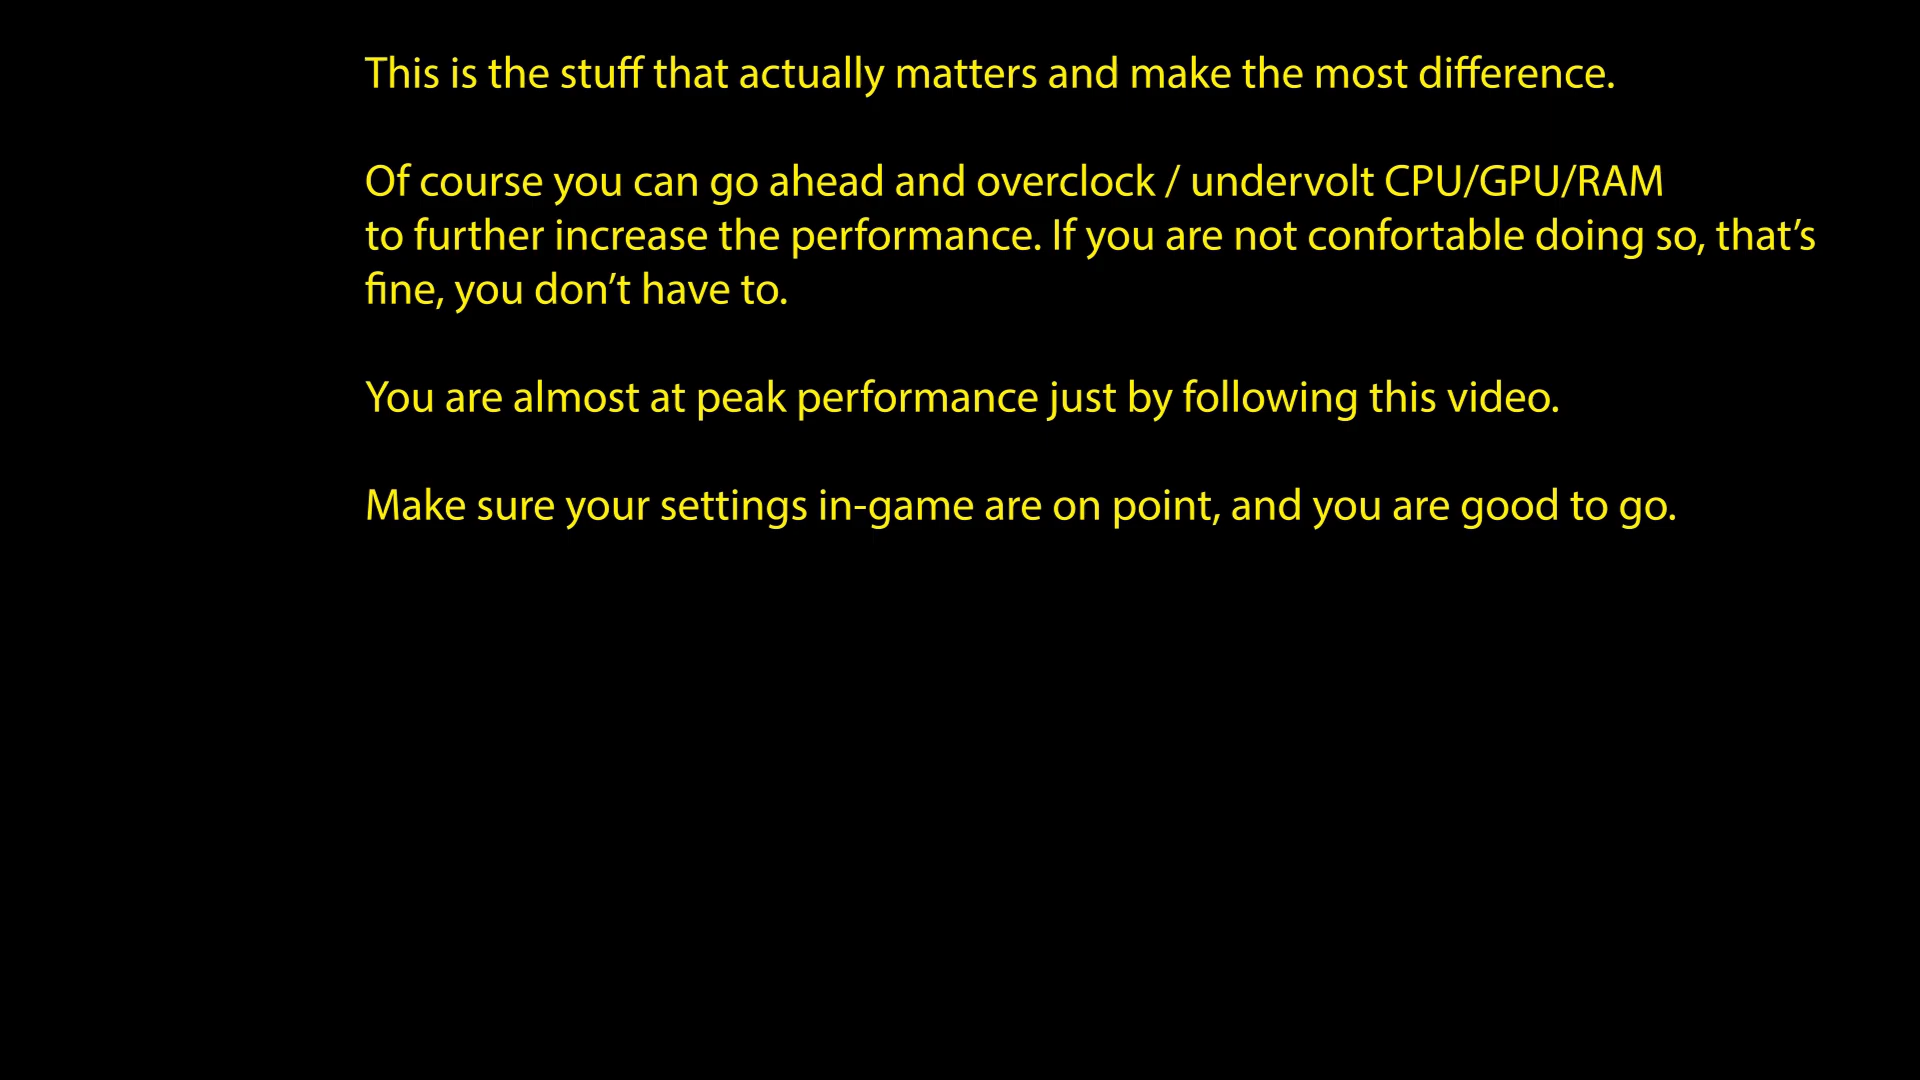 This is the stuff that actually matters and make the most difference.
Of course you can go ahead and overclock / undervolt CPU/GPU/RAM
to further increase the performance. If you are not confortable doing so, that’s
fine, you don’t have to.
You are almost at peak performance just by following this video.
Make sure your settings in-game are on point, and you are good to go.